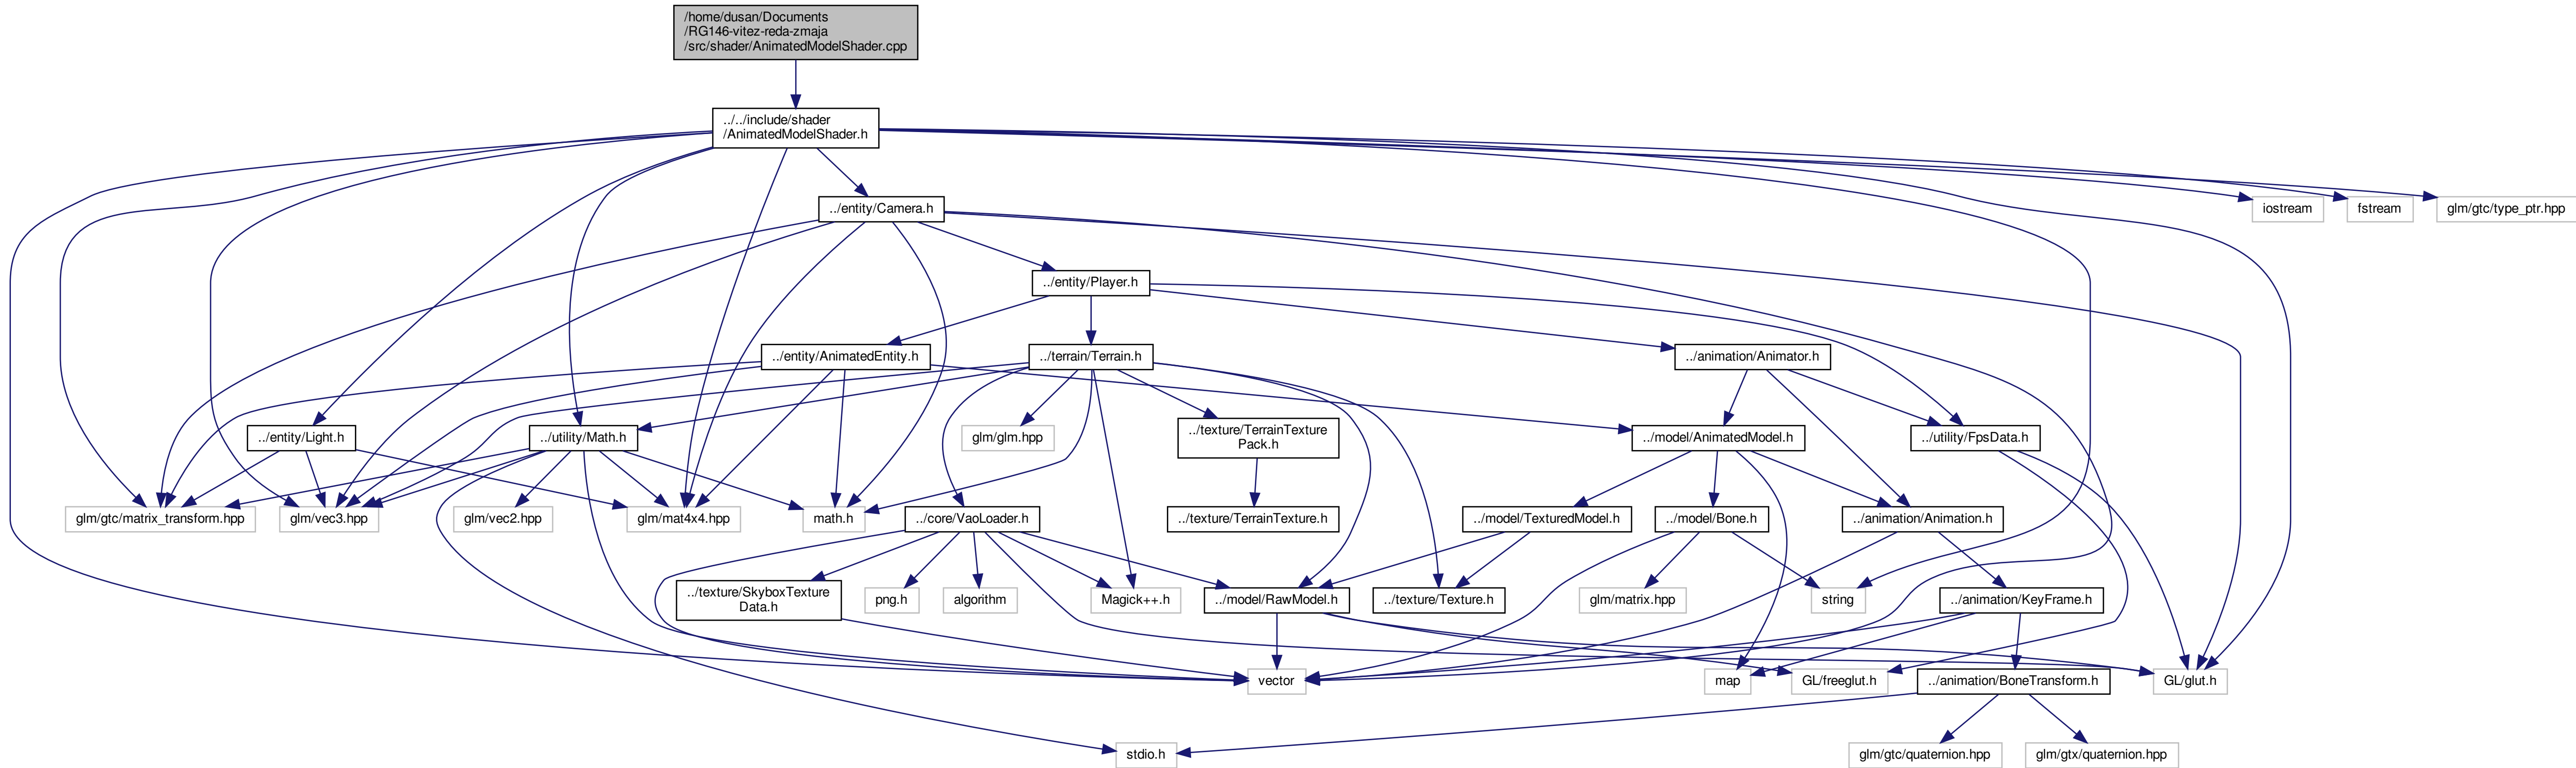 /home/dusan/Documents
/RG146-vitez-reda-zmaja
/src/shader/AnimatedModelShader.cpp
../../include/shader
/AnimatedModelShader.h
../entity/Camera.h
iostream
fstream
glm/gtc/type_ptr.hpp
../entity/Player.h
../entity/AnimatedEntity.h
../terrain/Terrain.h
../animation/Animator.h
../entity/Light.h
../utility/Math.h
glm/glm.hpp
../texture/TerrainTexture
Pack.h
../model/AnimatedModel.h
../utility/FpsData.h
glm/gtc/matrix_transform.hpp
glm/vec3.hpp
glm/vec2.hpp
glm/mat4x4.hpp
math.h
../core/VaoLoader.h
../texture/TerrainTexture.h
../model/TexturedModel.h
../model/Bone.h
../animation/Animation.h
../texture/SkyboxTexture
Data.h
png.h
algorithm
Magick++.h
../model/RawModel.h
../texture/Texture.h
glm/matrix.hpp
string
../animation/KeyFrame.h
vector
map
GL/freeglut.h
../animation/BoneTransform.h
GL/glut.h
stdio.h
glm/gtc/quaternion.hpp
glm/gtx/quaternion.hpp